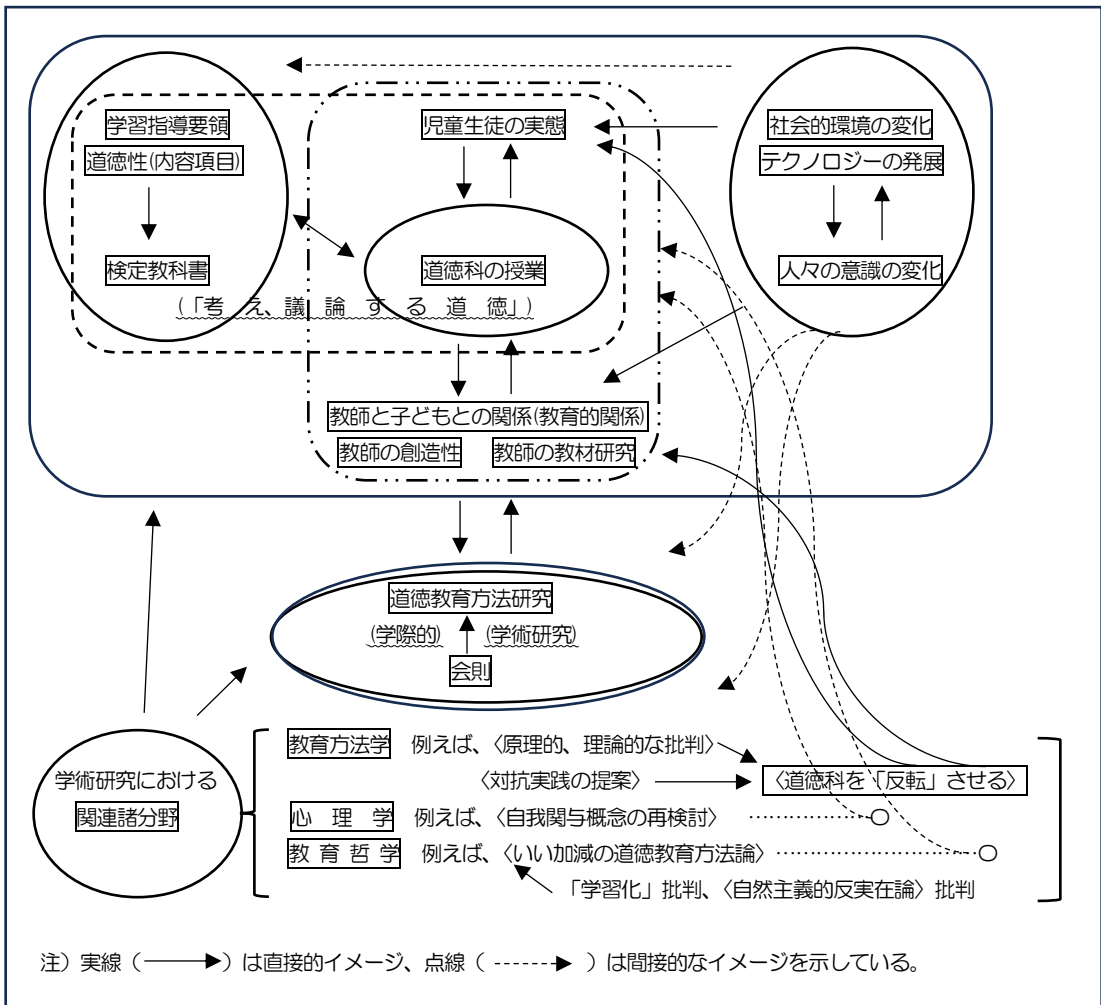 学習指導要領
道徳性(内容項目)
検定教科書
児童生徒の実態
道徳科の授業
(「考え、議論する道徳」)
社会的環境の変化
テクノロジーの発展
人々の意識の変化
教師と子どもとの関係(教育的関係)
教師の創造性
教師の教材研究
道徳教育方法研究
(学際的)
(学術研究)
会則
学術研究における
関連諸分野
教育方法学 例えば、〈原理的、理論的な批判〉
〈対抗実践の提案〉
〈道徳科を「反転」させる〉
心理学 例えば、〈自我関与概念の再検討〉
教育哲学 例えば、〈いい加減の道徳教育方法論〉
「学習化」批判、〈自然主義的反実在論〉批判
注）実線（）は直接的イメージ、点線（）は間接的なイメージを示している。